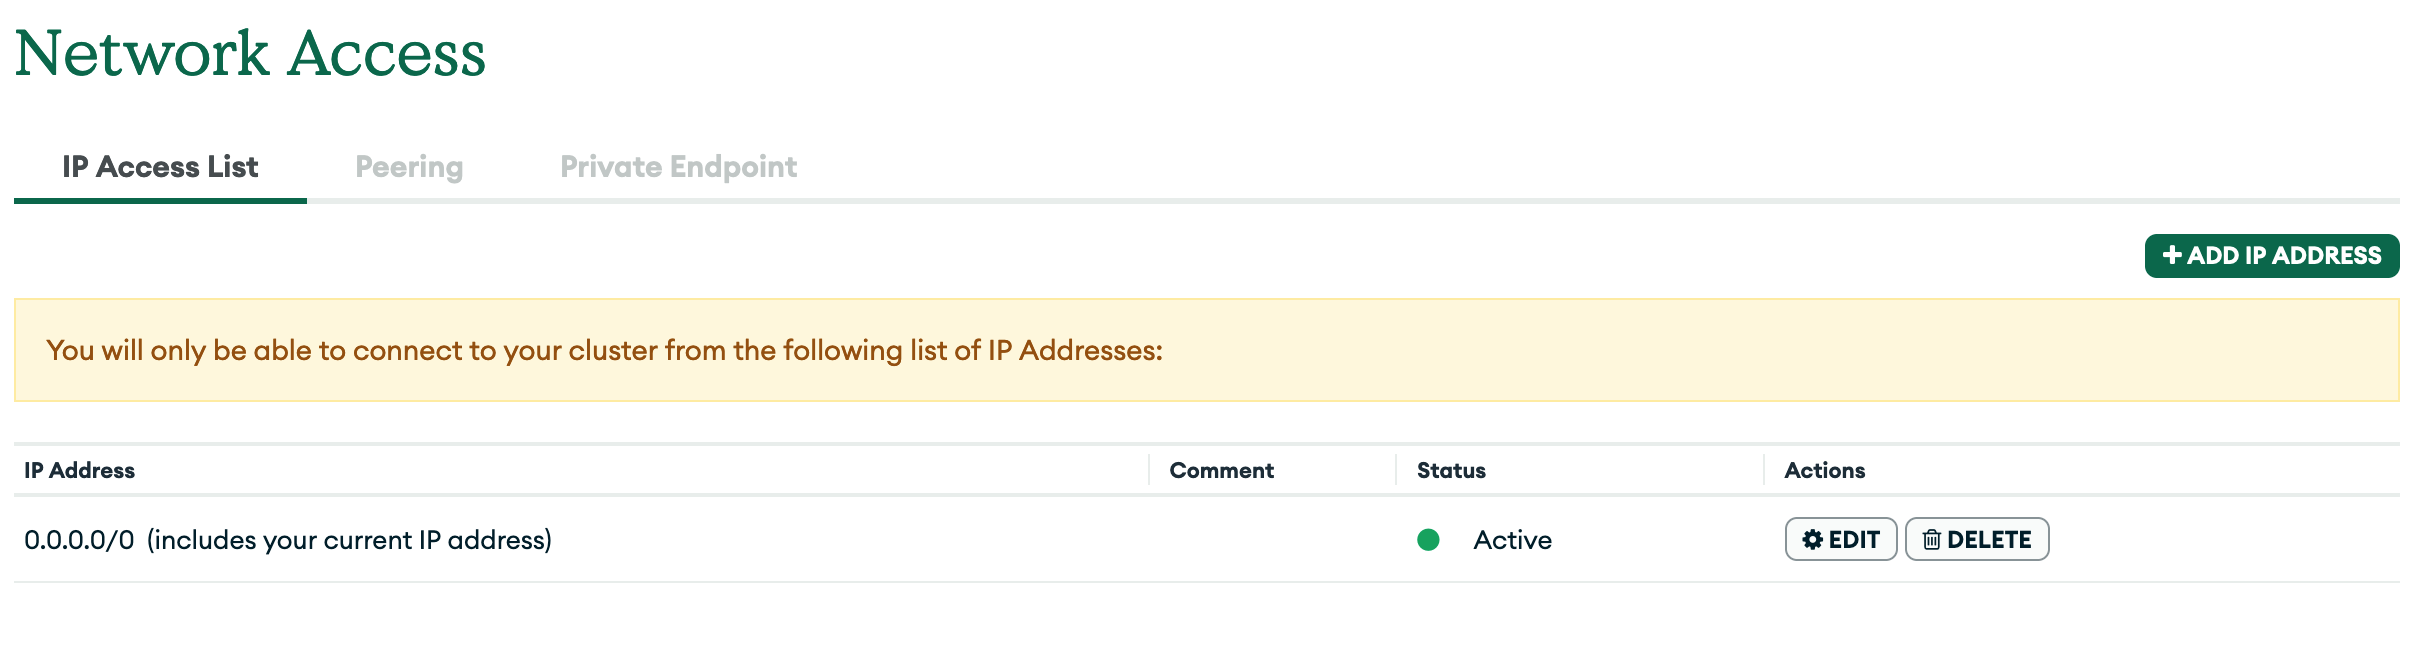 Network Access
IP Access List Peering Private Endpoint
+ ADD IP ADDRESS
You will only be able to connect to your cluster from the following list of IP Addresses:
IP Address Comment Status Actions
0.0.0.0/0 (includes your current IP address) Active EDIT DELETE